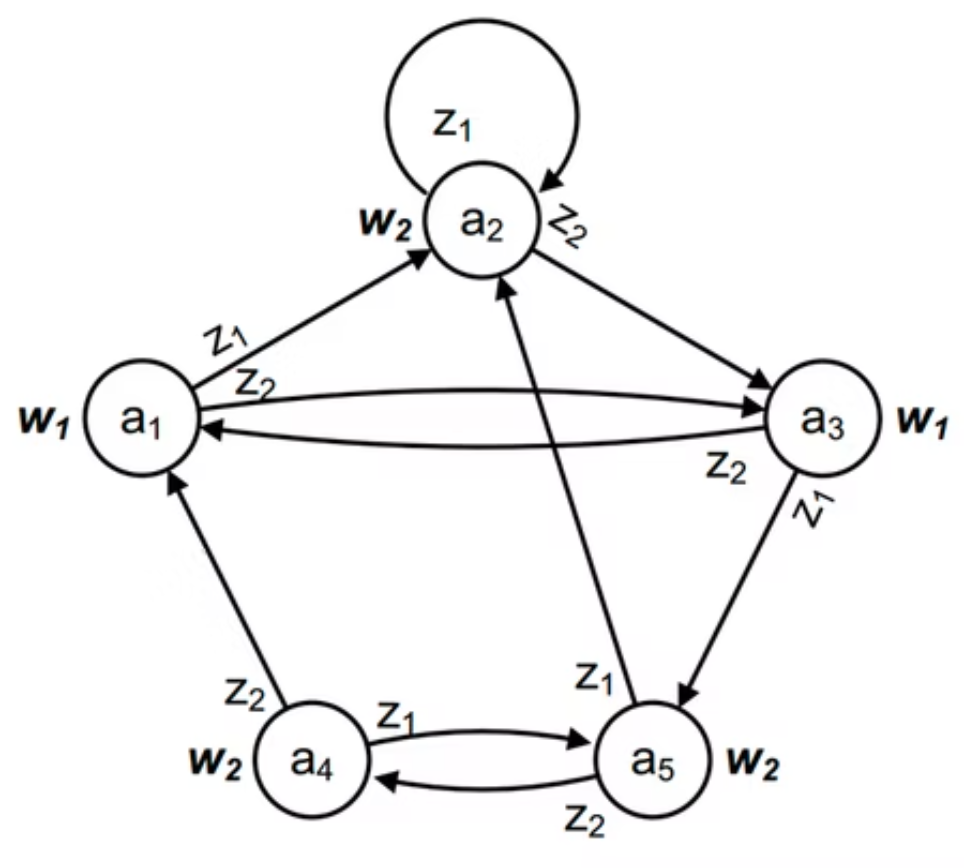 z₁
w₂ a₂ z₂
z₁
z₂
w₁ a₁ a₃ w₁
z₂
z₁
z₁
z₂ z₁
w₂ a₄ a₅ w₂
z₂